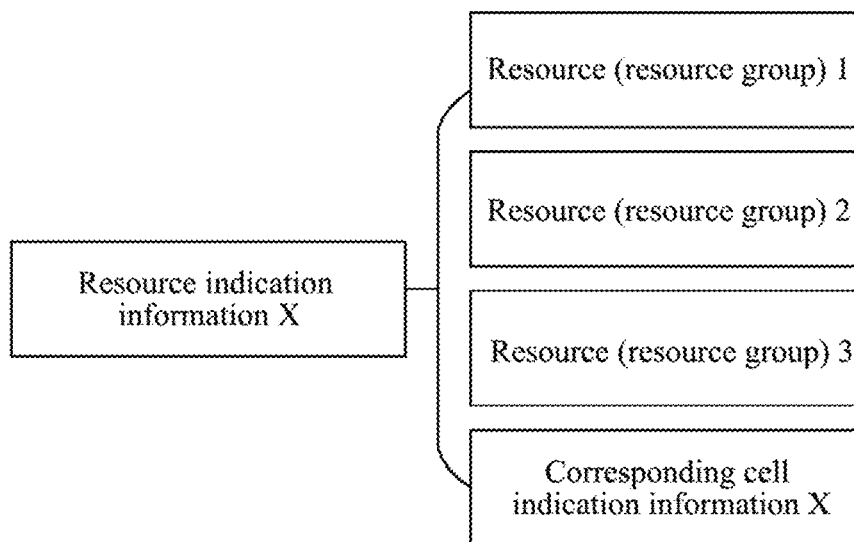 Resource (resource group) 1
Resource (resource group) 2
Resource indication
information X
Resource (resource group) 3
Corresponding cell
indication information X